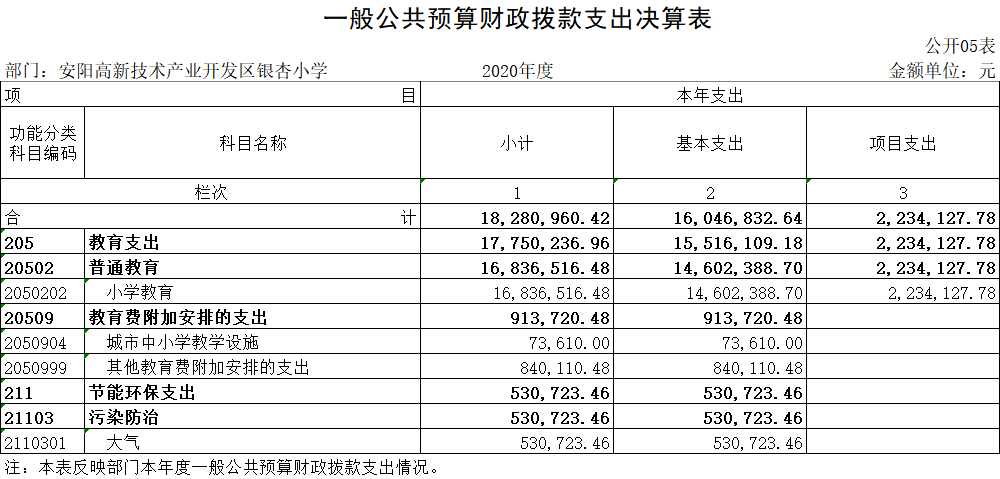 一般公共预算财政拨款支出决算表
公开05表
部门：安阳高新技术产业开发区银杏小学 2020年度 金额单位：元
项 目 本年支出
功能分类科目编码 科目名称 小计 基本支出 项目支出
栏次 1 2 3
合 计 18,280,960.42 16,046,832.64 2,234,127.78
205 教育支出 17,750,236.96 15,516,109.18 2,234,127.78
20502 普通教育 16,836,516.48 14,602,388.70 2,234,127.78
2050202 小学教育 16,836,516.48 14,602,388.70 2,234,127.78
20509 教育费附加安排的支出 913,720.48 913,720.48
2050904 城市中小学教学设施 73,610.00 73,610.00
2050999 其他教育费附加安排的支出 840,110.48 840,110.48
211 节能环保支出 530,723.46 530,723.46
21103 污染防治 530,723.46 530,723.46
2110301 大气 530,723.46 530,723.46
注：本表反映部门本年度一般公共预算财政拨款支出情况。